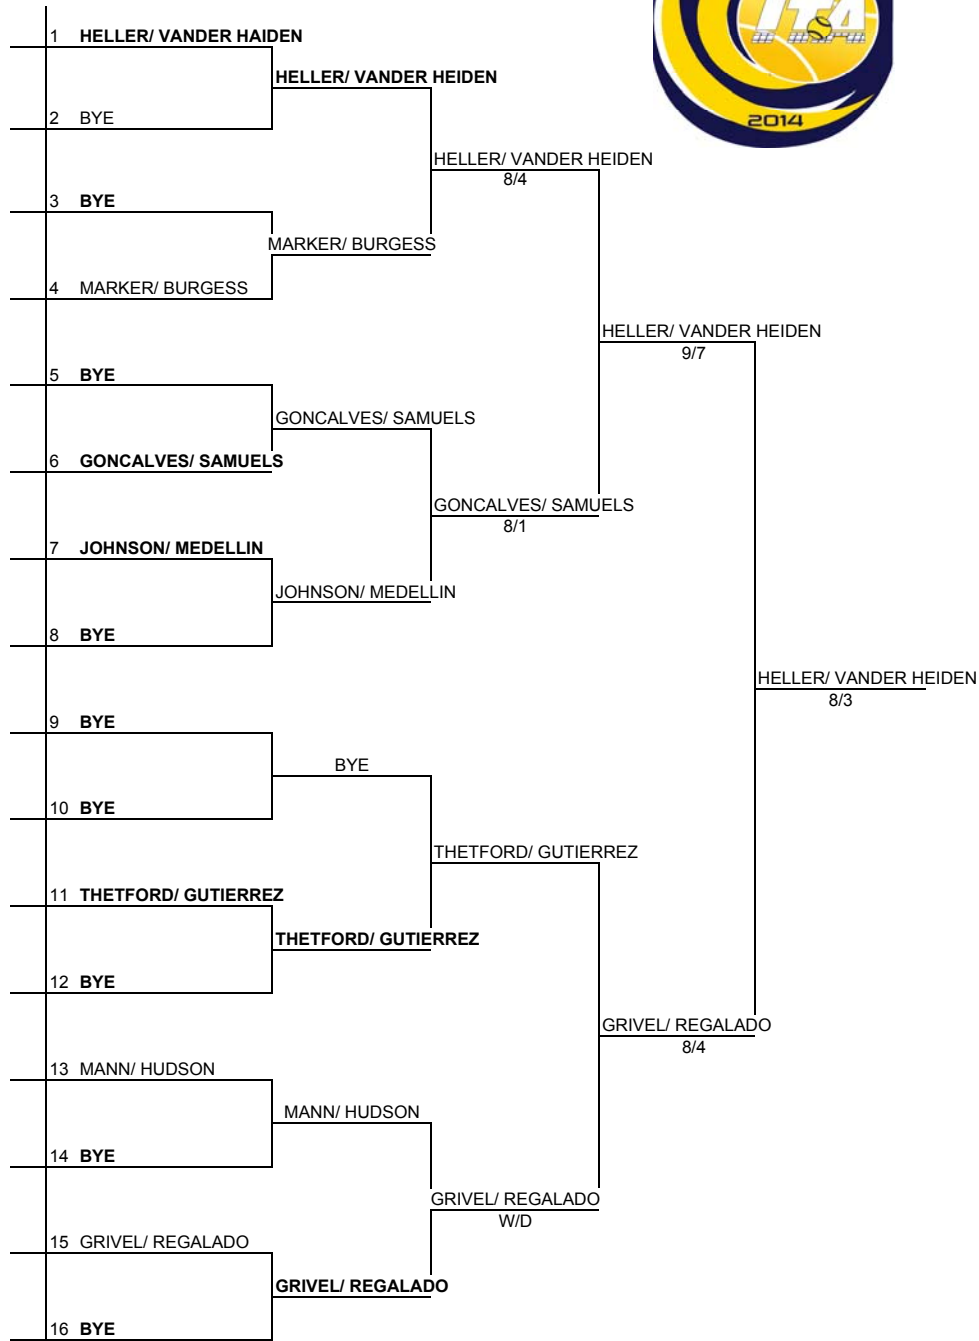 ITA
2014
1 HELLER/ VANDER HAIDEN
HELLER/ VANDER HEIDEN
2 BYE
HELLER/ VANDER HEIDEN
8/4
3 BYE
MARKER/ BURGESS
4 MARKER/ BURGESS
HELLER/ VANDER HEIDEN
9/7
5 BYE
GONCALVES/ SAMUELS
6 GONCALVES/ SAMUELS
GONCALVES/ SAMUELS
8/1
7 JOHNSON/ MEDELLIN
JOHNSON/ MEDELLIN
8 BYE
HELLER/ VANDER HEIDEN
8/3
9 BYE
BYE
10 BYE
THETFORD/ GUTIERREZ
11 THETFORD/ GUTIERREZ
THETFORD/ GUTIERREZ
12 BYE
GRIVEL/ REGALADO
8/4
13 MANN/ HUDSON
MANN/ HUDSON
14 BYE
GRIVEL/ REGALADO
W/D
15 GRIVEL/ REGALADO
GRIVEL/ REGALADO
16 BYE